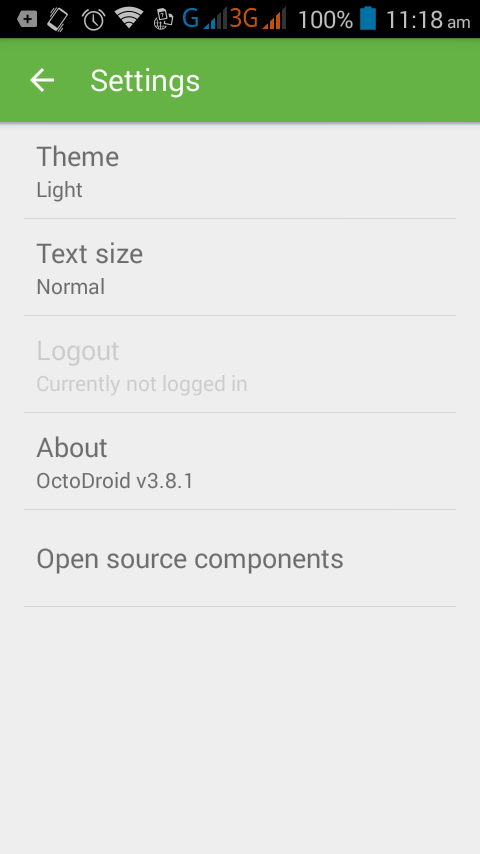 G 3G 100% 11:18 am
Settings
Theme
Light
Text size
Normal
Logout
Currently not logged in
About
OctoDroid v3.8.1
Open source components